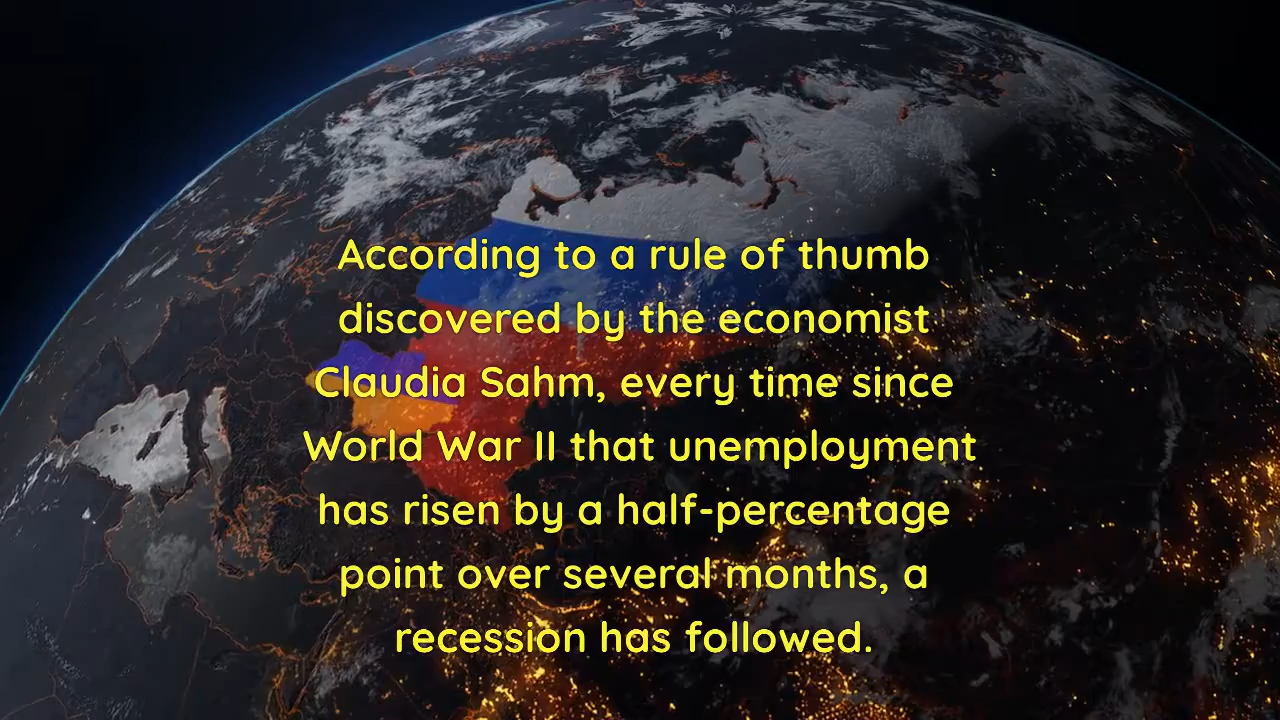 According to a rule of thumb
discovered by the economist
Claudia Sahm, every time since
World War II that unemployment
has risen by a half-percentage
point over several months, a
recession has followed.